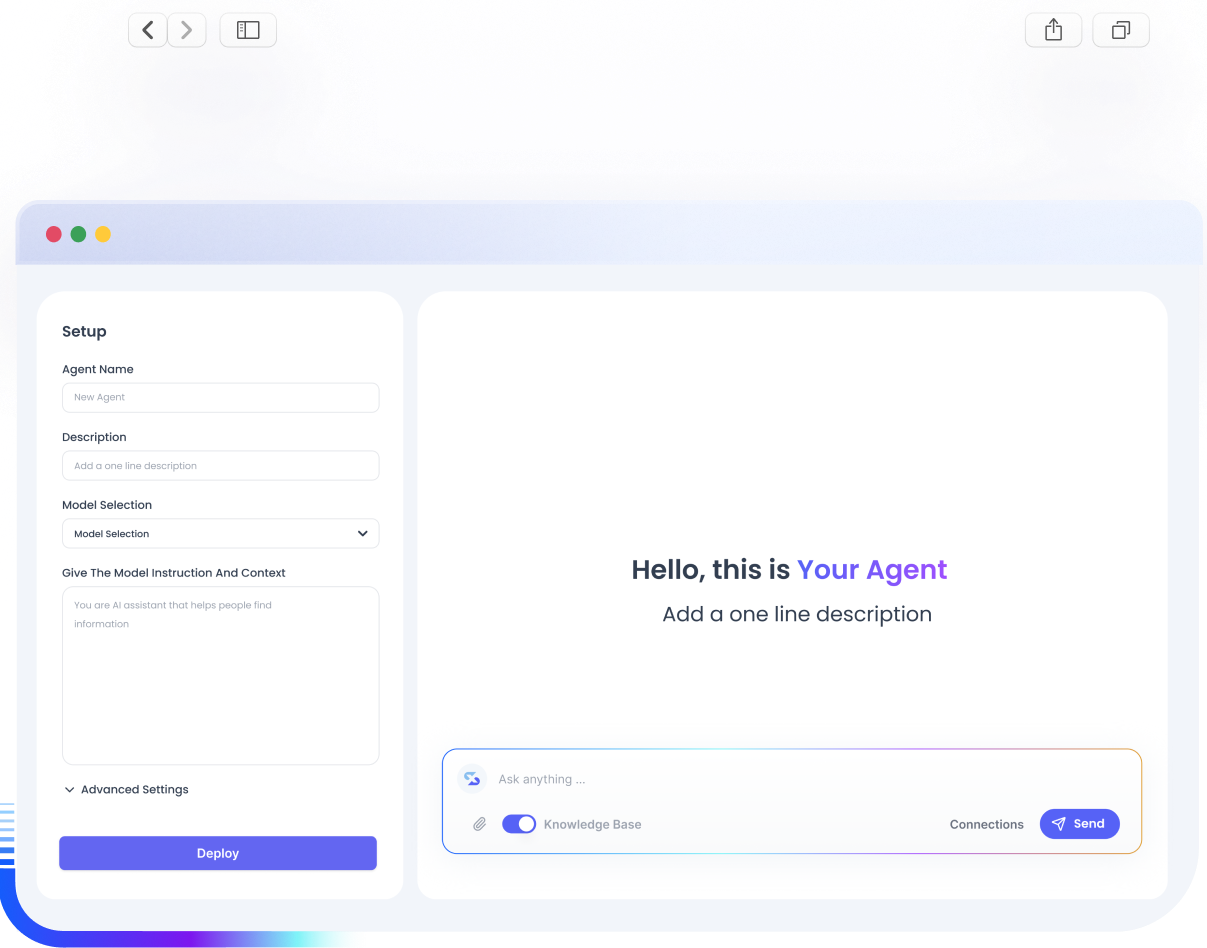 Setup
Agent Name
New Agent
Description
Add a one line description
Model Selection
Model Selection
Give The Model Instruction And Context
You are AI assistant that helps people find
information
Advanced Settings
Deploy
Hello, this is Your Agent
Add a one line description
Ask anything ...
Knowledge Base
Connections
Send